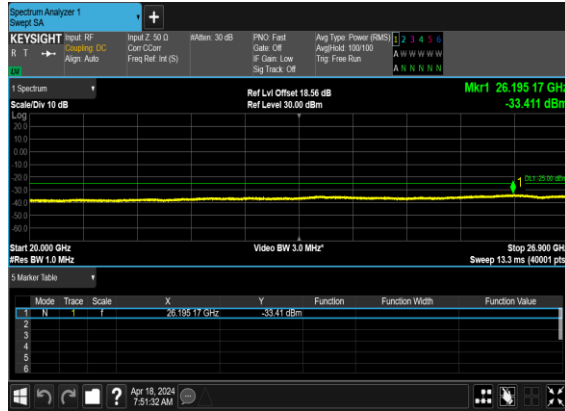 Spectrum Analyzer 1
Swept SA
+
KEYSIGHT Input: RF Input Z: 50 Ω #Atten: 30 dB PNO: Fast Avg Type: Power (RMS) 1 2 3 4 5 6
R T Coupling: DC Corr CCorr Gate: Off Avg|Hold: 100/100 A W W W W W
Align: Auto Freq Ref: Int (S) IF Gain: Low Trig: Free Run
Sig Track: Off A N N N N N
1 Spectrum Ref Lvl Offset 18.56 dB Mkr1 26.195 17 GHz
Scale/Div 10 dB Ref Level 30.00 dBm -33.411 dBm
Log
20.0
10.0
0.00
-10.0
-20.0
1 DL1 -25.00 dBm
-30.0
-40.0
-50.0
-60.0
Start 20.000 GHz Video BW 3.0 MHz* Stop 26.900 GHz
#Res BW 1.0 MHz Sweep 13.3 ms (40001 pts)
5 Marker Table
Mode Trace Scale X Y Function Function Width Function Value
1 N 1 f 26.195 17 GHz -33.41 dBm
2
3
4
5
6
? Apr 18, 2024
7:51:32 AM